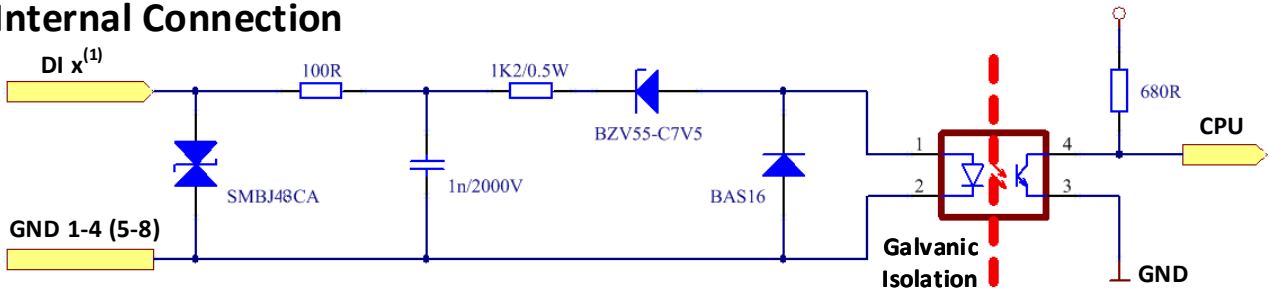 Internal Connection
DI x(1)
100R
1K2/0.5W
680R
CPU
BZV55-C7V5
1
4
SMBJ48CA
1n/2000V
BAS16
2
3
GND 1-4 (5-8)
Galvanic
Isolation
GND